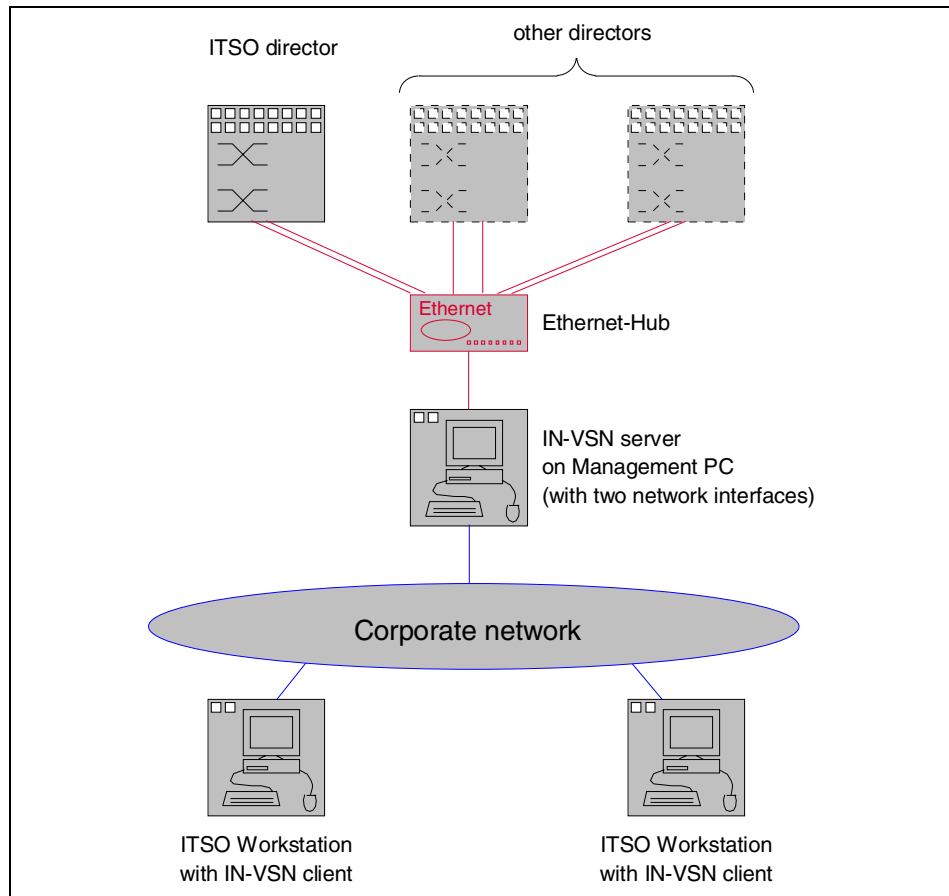 ITSO director
other directors
Ethernet
Ethernet-Hub
IN-VSN server
on Management PC
(with two network interfaces)
Corporate network
ITSO Workstation
with IN-VSN client
ITSO Workstation
with IN-VSN client